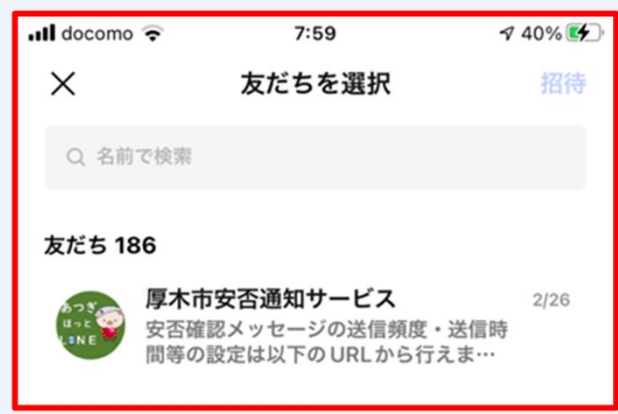 docomo 7:59 40%
友だちを選択 招待
名前で検索
友だち 186
あつぎ
ほっと
LINE
厚木市安否通知サービス 2/26
安否確認メッセージの送信頻度・送信時
間等の設定は以下のURLから行えま…